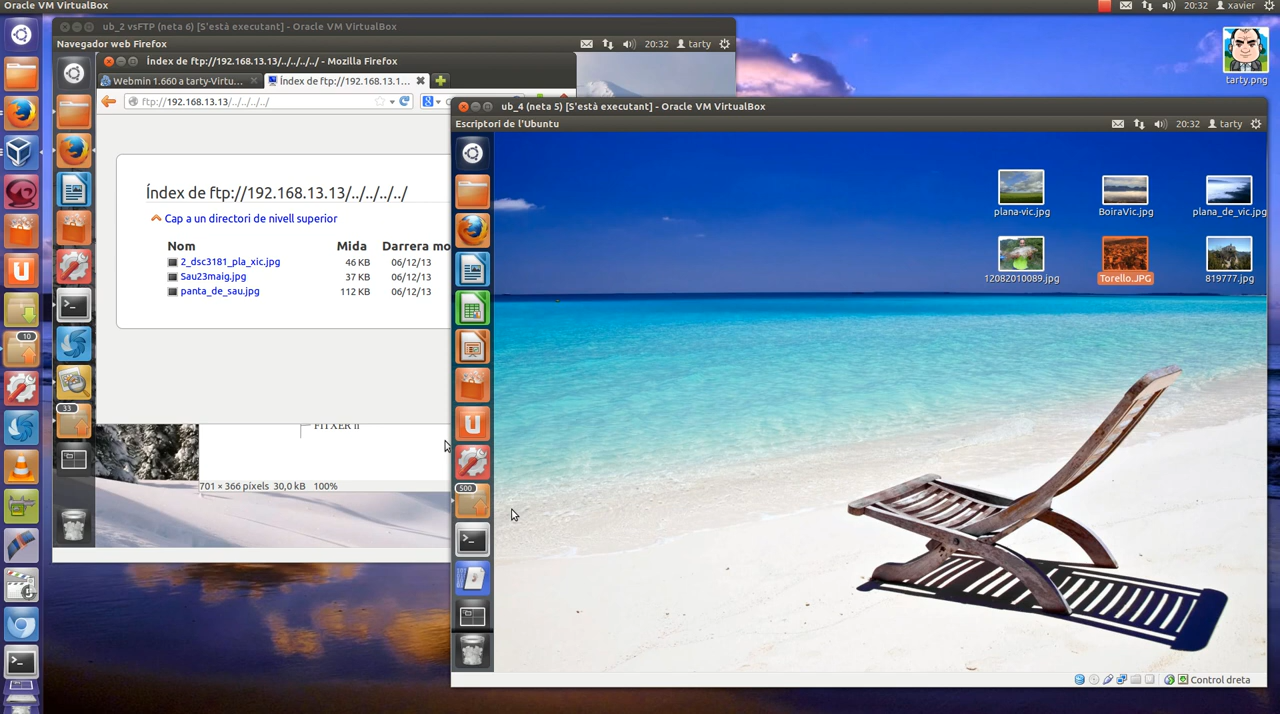 Oracle VM VirtualBox
20:32 xavier
tarty.png
ub_2 vsFTP (neta 6) [S'està executant] - Oracle VM VirtualBox
Navegador web Firefox
20:32 tarty
Índex de ftp://192.168.13.13/../../../../ - Mozilla Firefox
Webmin 1.660 a tarty-Virtu...
Índex de ftp://192.168.13.1...
ftp://192.168.13.13/../../../../
Índex de ftp://192.168.13.13/../../../../
Cap a un directori de nivell superior
Nom Mida Darrera mo
2_dsc3181_pla_xic.jpg 46 KB 06/12/13
Sau23maig.jpg 37 KB 06/12/13
panta_de_sau.jpg 112 KB 06/12/13
10
33
701 × 366 píxels 30,0 kB 100%
ub_4 (neta 5) [S'està executant] - Oracle VM VirtualBox
Escriptori de l'Ubuntu
20:32 tarty
plana-vic.jpg
BoiraVic.jpg
plana_de_vic.jpg
12082010089.jpg
Torello.JPG
819777.jpg
500
Control dreta